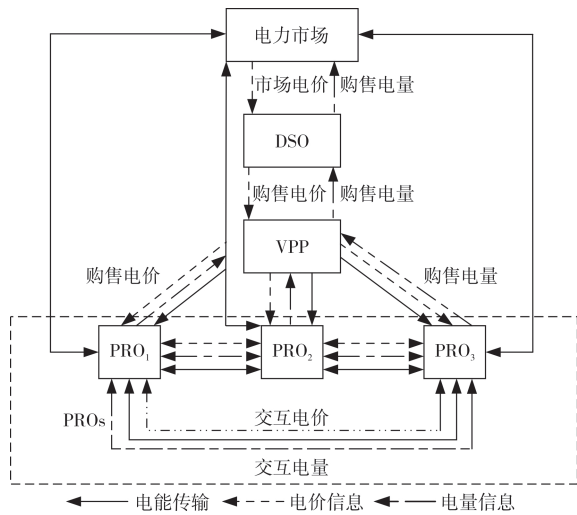 电力市场
市场电价 购售电量
DSO
购售电价 购售电量
VPP
购售电价 购售电量
PRO₁ PRO₂ PRO₃
PROs
交互电价
交互电量
电能传输 电价信息 电量信息